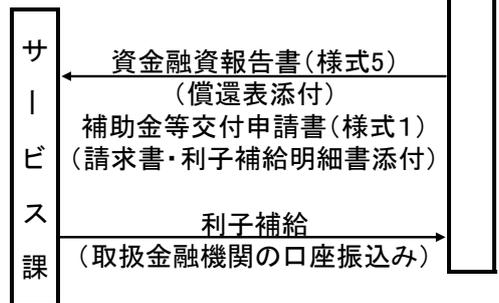 サービス課
資金融資報告書（様式5）
（償還表添付）
補助金等交付申請書（様式１）
（請求書・利子補給明細書添付）
利子補給
（取扱金融機関の口座振込み）